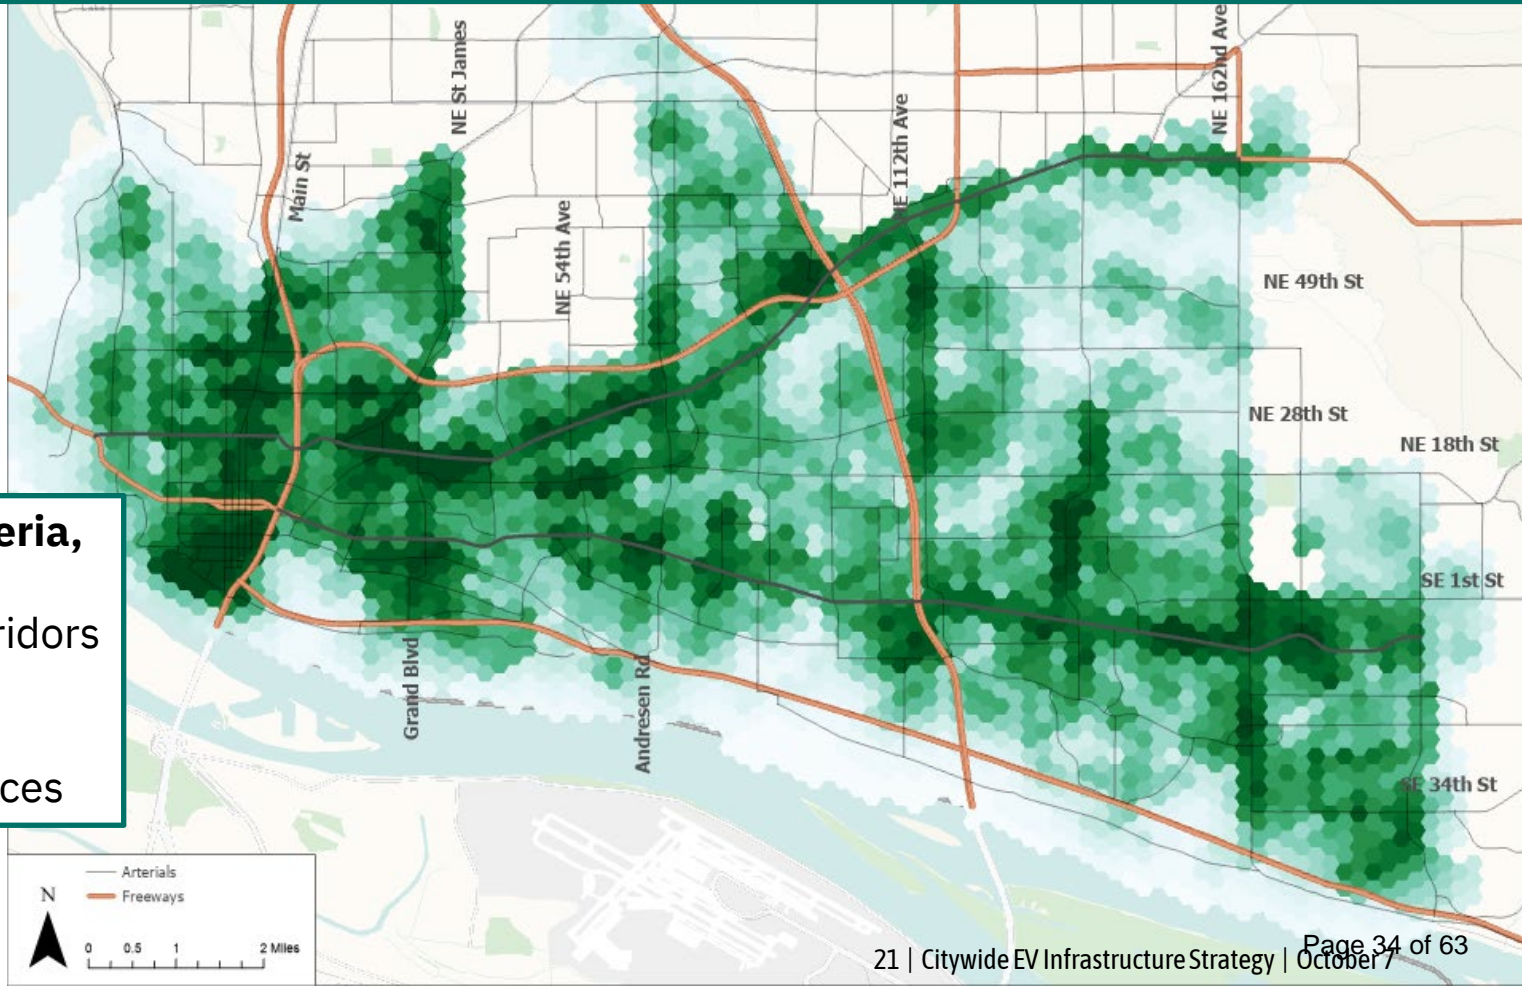 NE St James
NE 162nd Ave
Main St
NE 112th Ave
NE 54th Ave
NE 49th St
NE 28th St
NE 18th St
eria,
ridors
SE 1st St
Grand Blvd
Andresen Rd
ces
SE 34th St
Arterials
Freeways
N
0 0.5 1 2 Miles
21 | Citywide EV Infrastructure Strategy | October 7
Page 34 of 63